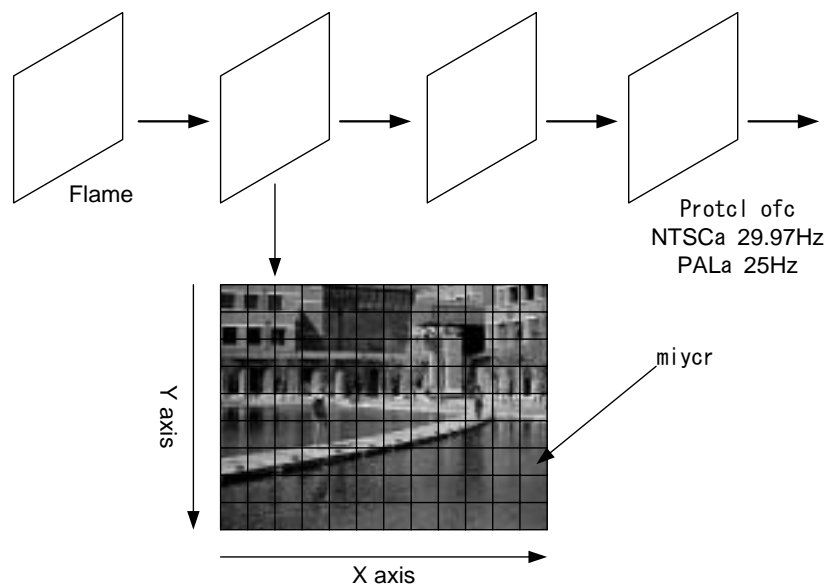 Flame
Protcl ofc
NTSCa 29.97Hz
PALa 25Hz
miycr
Y axis
X axis